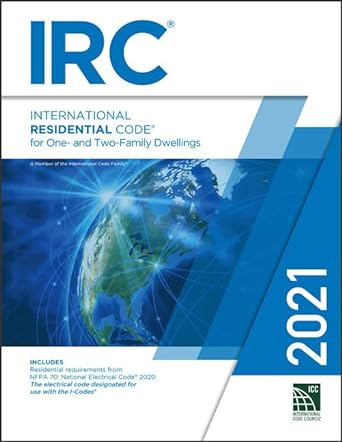 IRC®
INTERNATIONAL
RESIDENTIAL CODE®
for One- and Two-Family Dwellings
A Member of the International Code Family®
2021
INCLUDES
Residential requirements from
NFPA 70: National Electrical Code® 2020
The electrical code designated for
use with the I-Codes®
ICC
INTERNATIONAL
CODE COUNCIL®